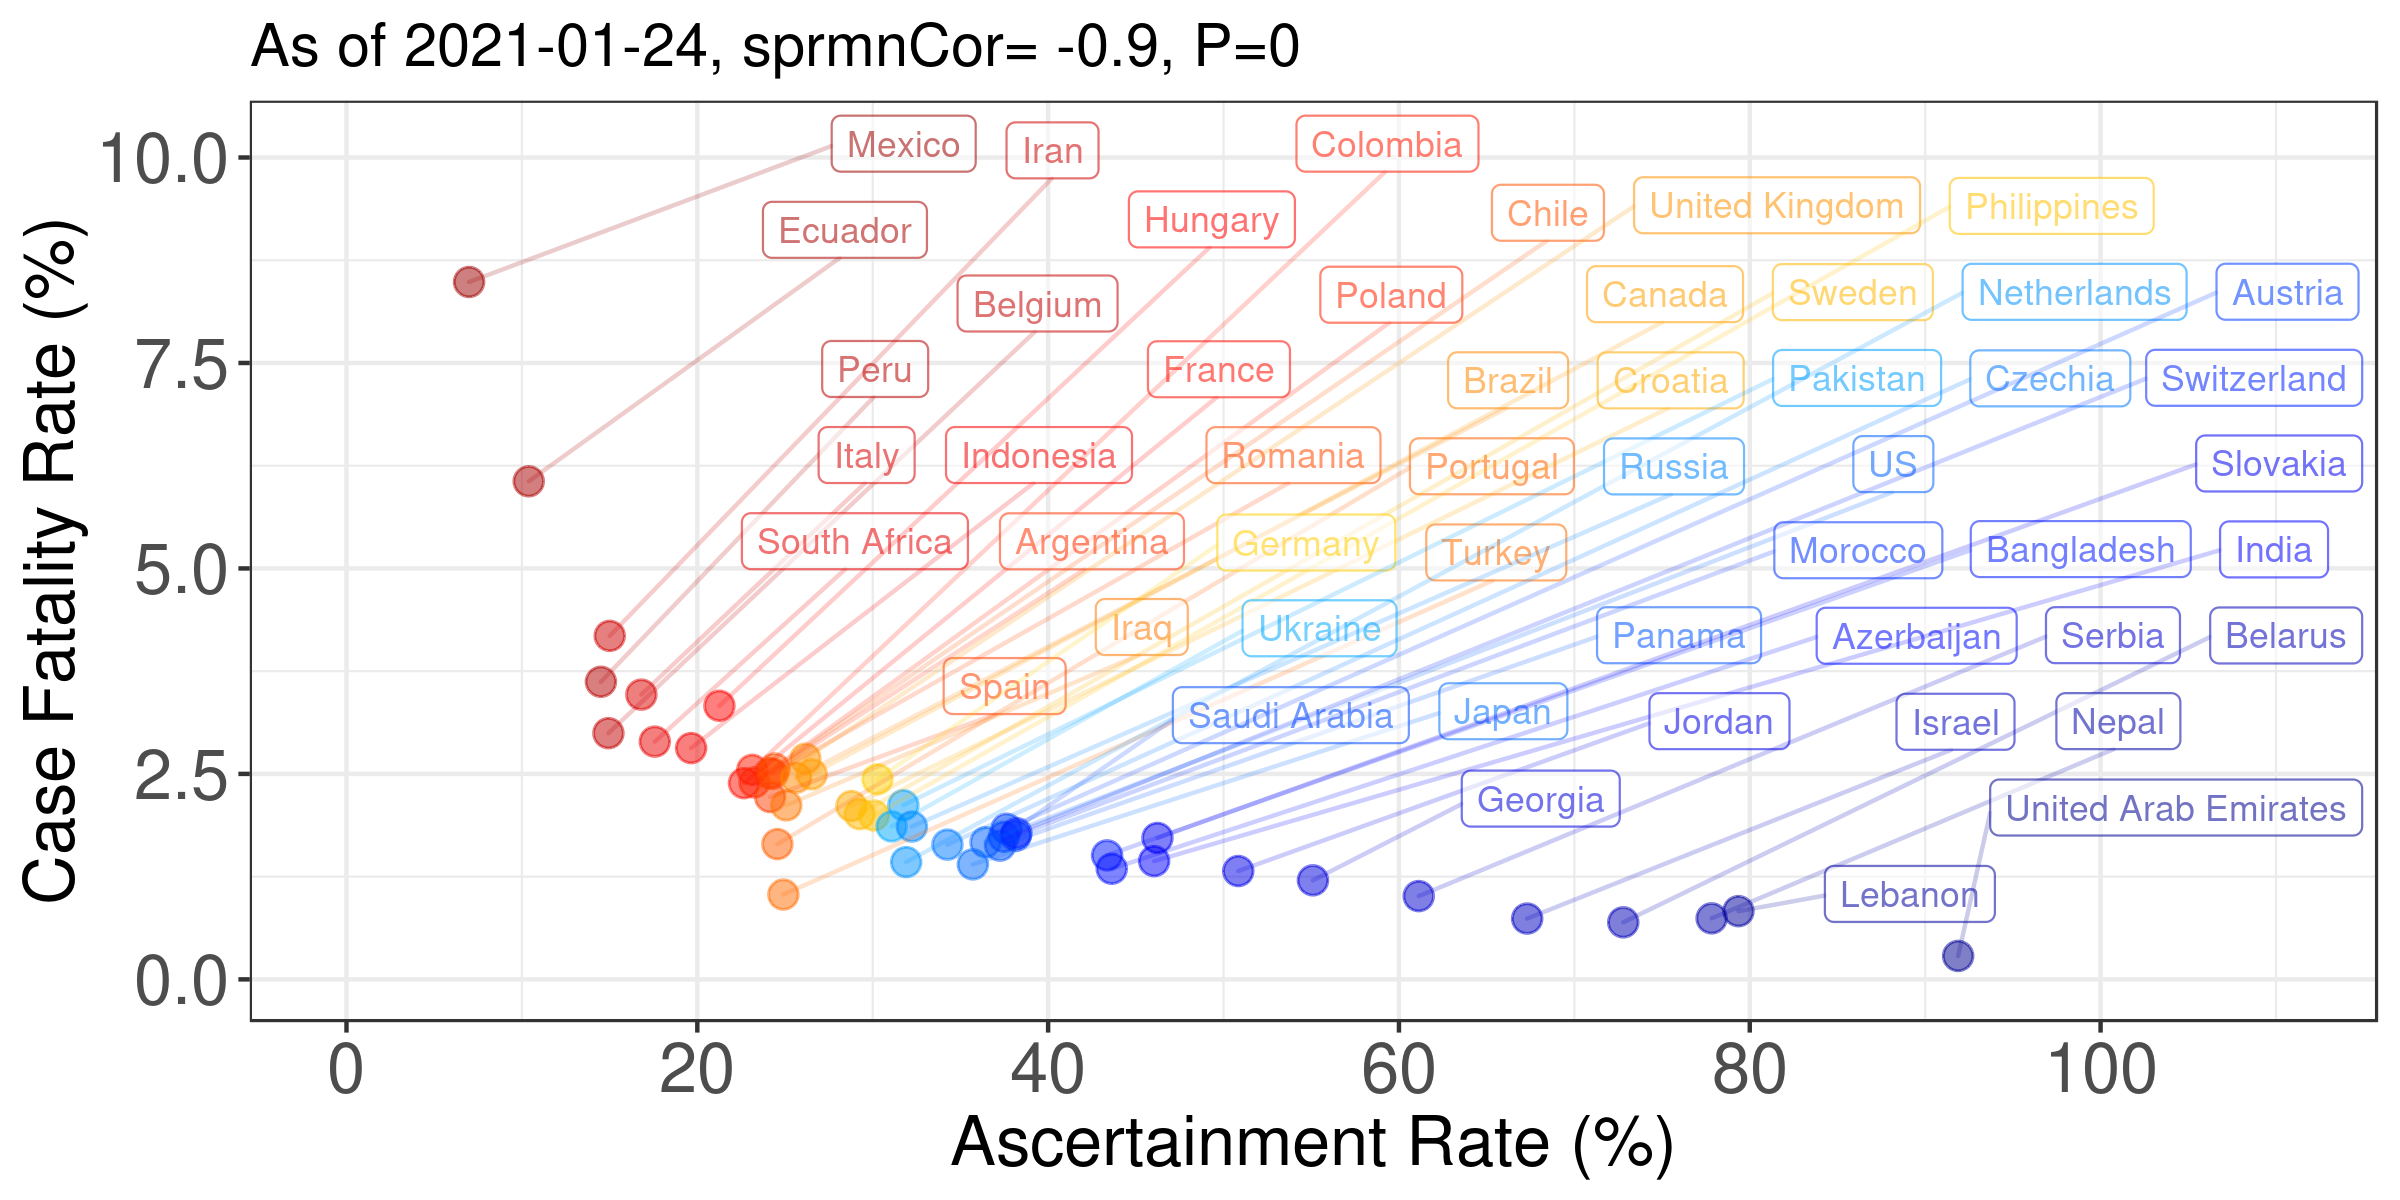 As of 2021-01-24, sprmnCor= -0.9, P=0
Case Fatality Rate (%)
10.0
7.5
5.0
2.5
0.0
Mexico
Iran
Colombia
Ecuador
Hungary
Chile
United Kingdom
Philippines
Belgium
Poland
Canada
Sweden
Netherlands
Austria
Peru
France
Brazil
Croatia
Pakistan
Czechia
Switzerland
Italy
Indonesia
Romania
Portugal
Russia
US
Slovakia
South Africa
Argentina
Germany
Turkey
Morocco
Bangladesh
India
Iraq
Ukraine
Panama
Azerbaijan
Serbia
Belarus
Spain
Saudi Arabia
Japan
Jordan
Israel
Nepal
Georgia
United Arab Emirates
Lebanon
0
20
40
60
80
100
Ascertainment Rate (%)